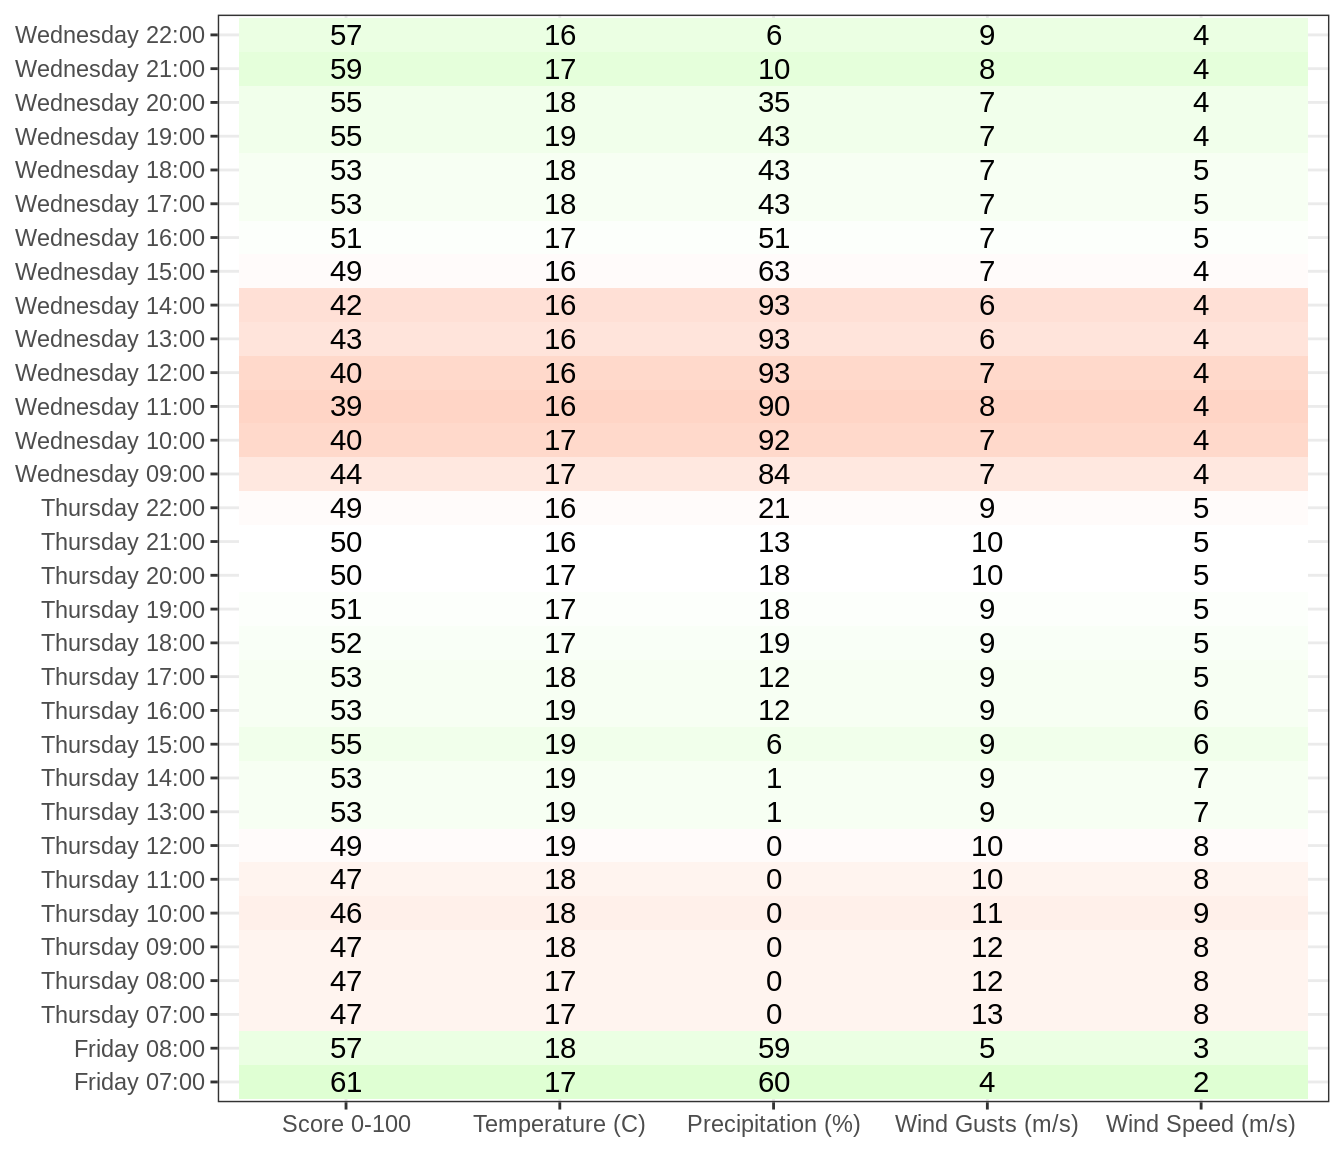 Wednesday 22:00 57 16 6 9 4
Wednesday 21:00 59 17 10 8 4
Wednesday 20:00 55 18 35 7 4
Wednesday 19:00 55 19 43 7 4
Wednesday 18:00 53 18 43 7 5
Wednesday 17:00 53 18 43 7 5
Wednesday 16:00 51 17 51 7 5
Wednesday 15:00 49 16 63 7 4
Wednesday 14:00 42 16 93 6 4
Wednesday 13:00 43 16 93 6 4
Wednesday 12:00 40 16 93 7 4
Wednesday 11:00 39 16 90 8 4
Wednesday 10:00 40 17 92 7 4
Wednesday 09:00 44 17 84 7 4
Thursday 22:00 49 16 21 9 5
Thursday 21:00 50 16 13 10 5
Thursday 20:00 50 17 18 10 5
Thursday 19:00 51 17 18 9 5
Thursday 18:00 52 17 19 9 5
Thursday 17:00 53 18 12 9 5
Thursday 16:00 53 19 12 9 6
Thursday 15:00 55 19 6 9 6
Thursday 14:00 53 19 1 9 7
Thursday 13:00 53 19 1 9 7
Thursday 12:00 49 19 0 10 8
Thursday 11:00 47 18 0 10 8
Thursday 10:00 46 18 0 11 9
Thursday 09:00 47 18 0 12 8
Thursday 08:00 47 17 0 12 8
Thursday 07:00 47 17 0 13 8
Friday 08:00 57 18 59 5 3
Friday 07:00 61 17 60 4 2
Score 0-100 Temperature (C) Precipitation (%) Wind Gusts (m/s) Wind Speed (m/s)